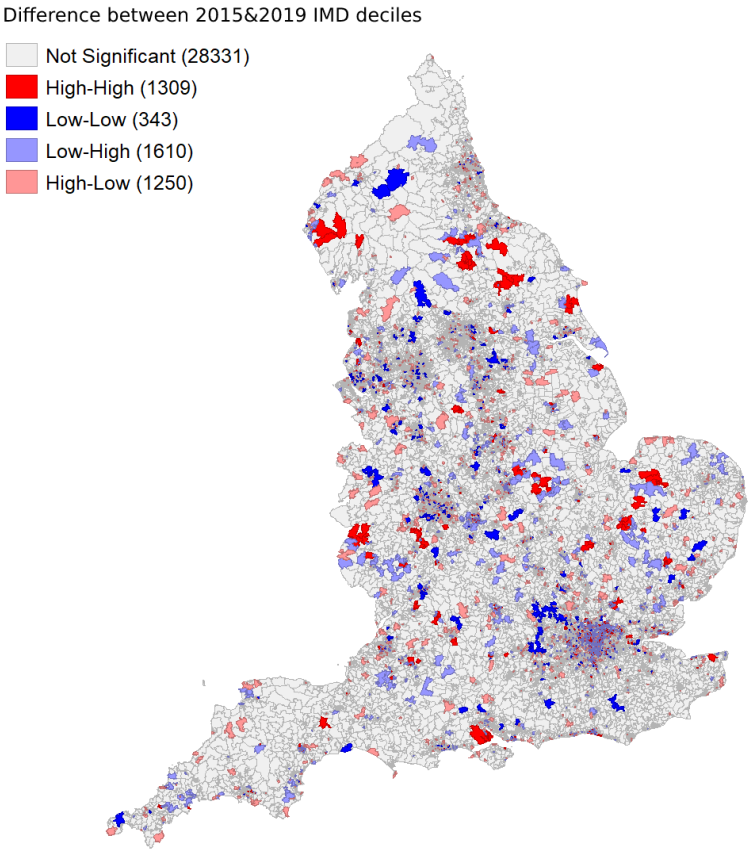 Difference between 2015&2019 IMD deciles
Not Significant (28331)
High-High (1309)
Low-Low (343)
Low-High (1610)
High-Low (1250)